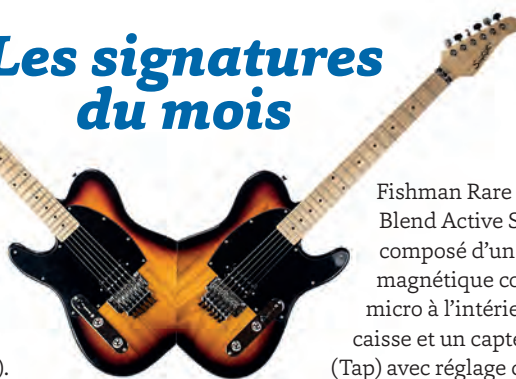 Les signatures
du mois
Fishman Rare
Blend Active S
composé d'un
magnétique co
micro à l'intérie
caisse et un capte
(Tap) avec réglage d
).